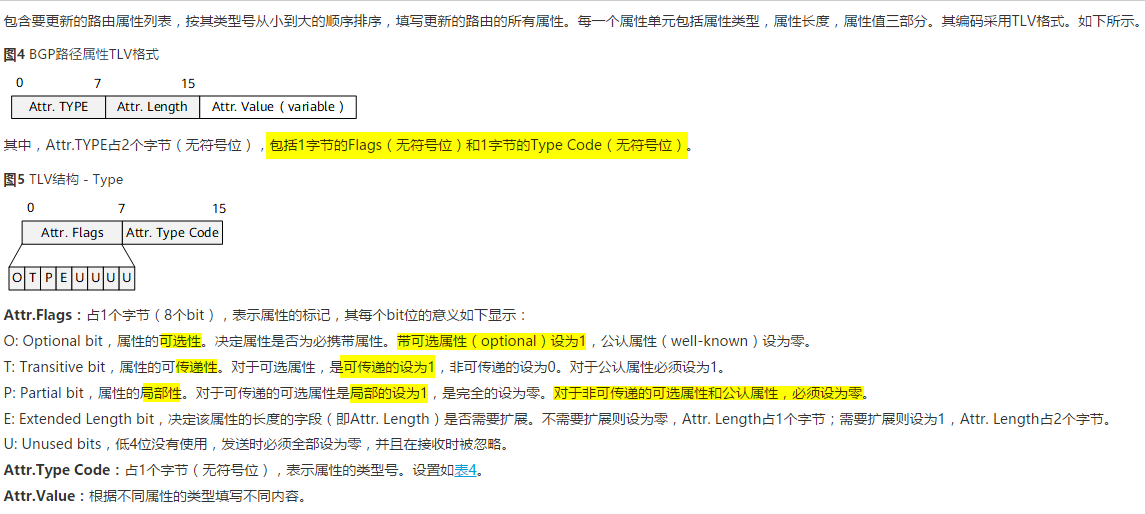 包含要更新的路由属性列表，按其类型号从小到大的顺序排序，填写更新的路由的所有属性。每一个属性单元包括属性类型，属性长度，属性值三部分。其编码采用TLV格式。如下所示。
图4 BGP路径属性TLV格式
0 7 15
Attr. TYPE Attr. Length Attr. Value（variable）
其中，Attr.TYPE占2个字节（无符号位），包括1字节的Flags（无符号位）和1字节的Type Code（无符号位）。
图5 TLV结构 - Type
0 7 15
Attr. Flags Attr. Type Code
O T P E U U U U
Attr.Flags：占1个字节（8个bit），表示属性的标记，其每个bit位的意义如下显示：
O: Optional bit，属性的可选性。决定属性是否为必携带属性。带可选属性（optional）设为1，公认属性（well-known）设为零。
T: Transitive bit，属性的可传递性。对于可选属性，是可传递的设为1，非可传递的设为0。对于公认属性必须设为1。
P: Partial bit，属性的局部性。对于可传递的可选属性是局部的设为1，是完全的设为零。对于非可传递的可选属性和公认属性，必须设为零。
E: Extended Length bit，决定该属性的长度的字段（即Attr. Length）是否需要扩展。不需要扩展则设为零，Attr. Length占1个字节；需要扩展则设为1，Attr. Length占2个字节。
U: Unused bits，低4位没有使用，发送时必须全部设为零，并且在接收时被忽略。
Attr.Type Code：占1个字节（无符号位），表示属性的类型号。设置如表4。
Attr.Value：根据不同属性的类型填写不同内容。